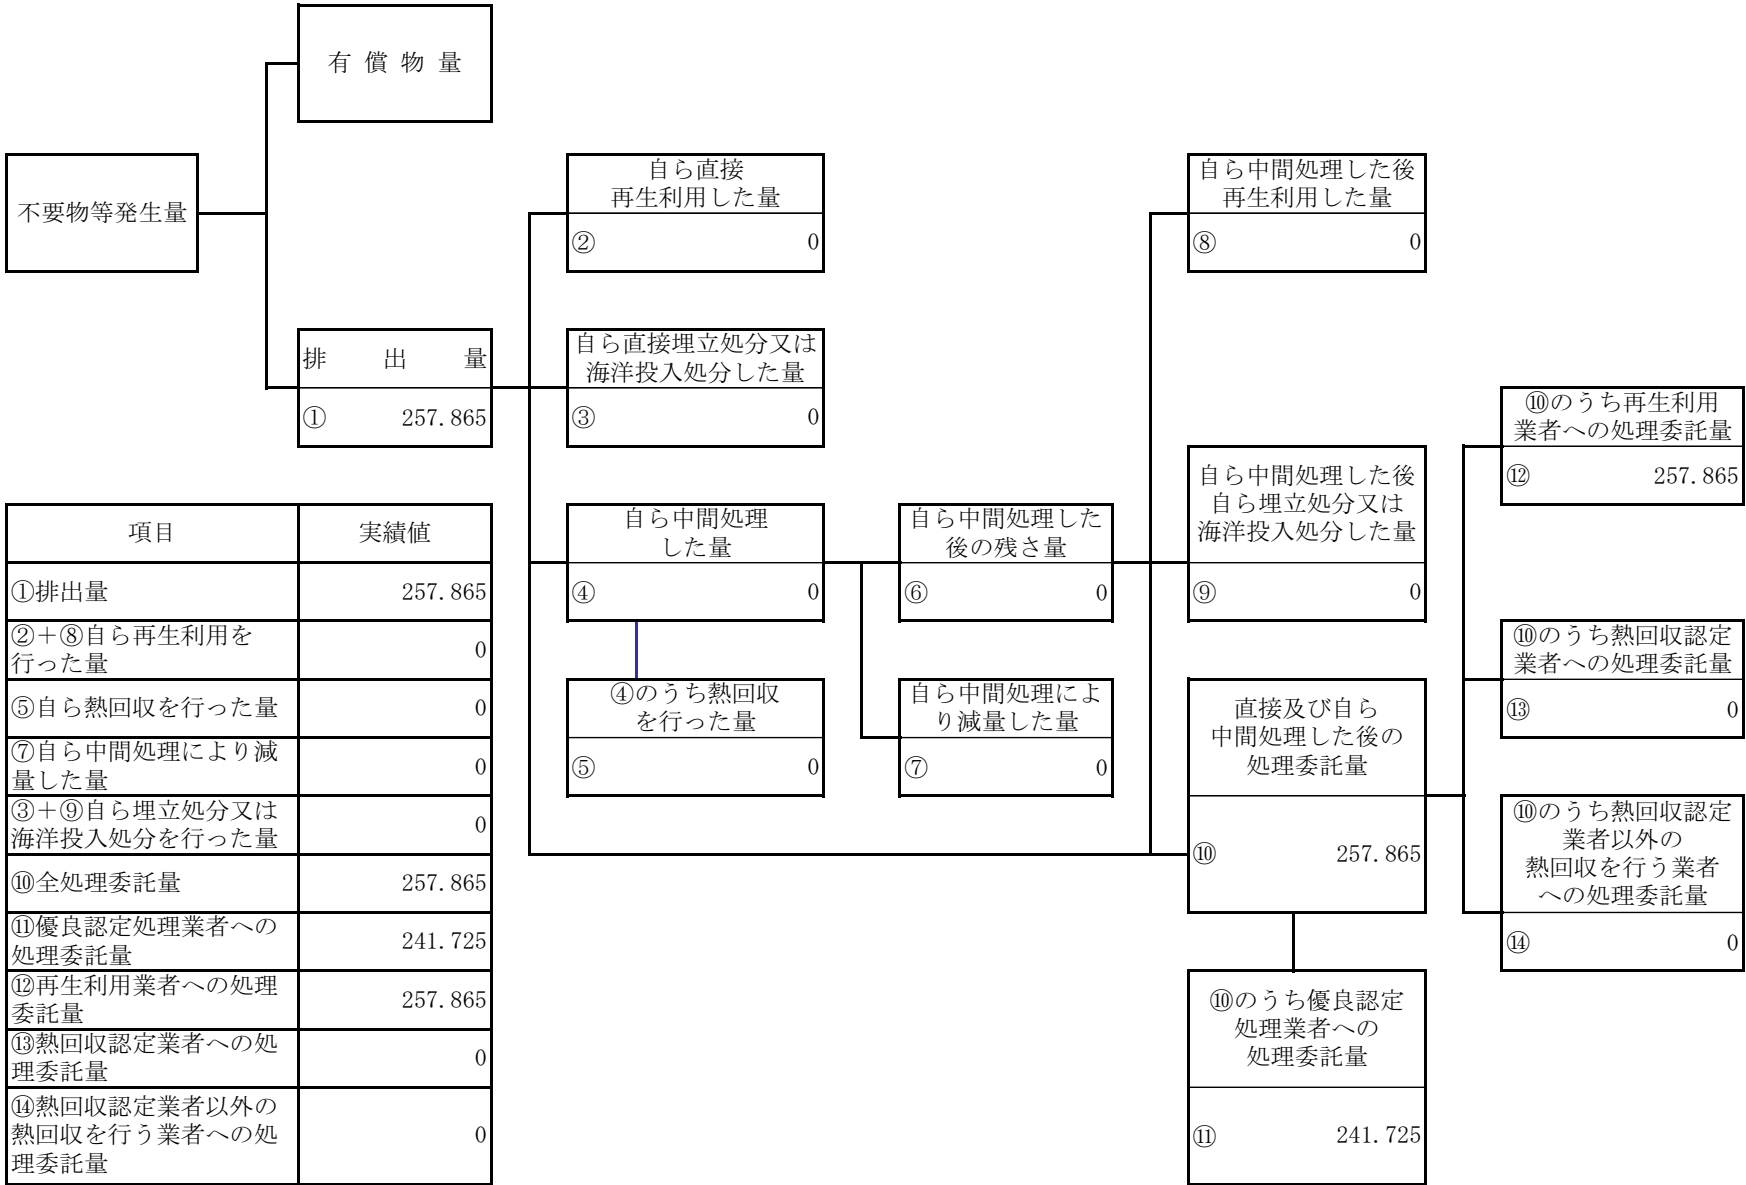 有 償 物 量
不要物等発生量
自ら直接
再生利用した量
② 0
自ら中間処理した後
再生利用した量
⑧ 0
排 出 量
① 257.865
自ら直接埋立処分又は
海洋投入処分した量
③ 0
⑩のうち再生利用
業者への処理委託量
⑫ 257.865
自ら中間処理
した量
④ 0
自ら中間処理した
後の残さ量
⑥ 0
自ら中間処理した後
自ら埋立処分又は
海洋投入処分した量
⑨ 0
⑩のうち熱回収認定
業者への処理委託量
⑬ 0
④のうち熱回収
を行った量
⑤ 0
自ら中間処理によ
り減量した量
⑦ 0
直接及び自ら
中間処理した後の
処理委託量
⑩ 257.865
⑩のうち熱回収認定
業者以外の
熱回収を行う業者
への処理委託量
⑭ 0
⑩のうち優良認定
処理業者への
処理委託量
⑪ 241.725
項目 実績値
①排出量 257.865
②＋⑧自ら再生利用を
行った量 0
⑤自ら熱回収を行った量 0
⑦自ら中間処理により減
量した量 0
③＋⑨自ら埋立処分又は
海洋投入処分を行った量 0
⑩全処理委託量 257.865
⑪優良認定処理業者への
処理委託量 241.725
⑫再生利用業者への処理
委託量 257.865
⑬熱回収認定業者への処
理委託量 0
⑭熱回収認定業者以外の
熱回収を行う業者への処
理委託量 0